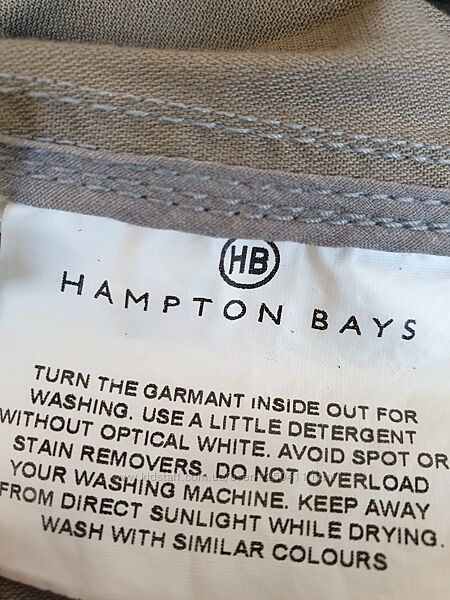 HB
HAMPTON BAYS
TURN THE GARMANT INSIDE OUT FOR
WASHING. USE A LITTLE DETERGENT
WITHOUT OPTICAL WHITE. AVOID SPOT OR
STAIN REMOVERS. DO NOT OVERLOAD
YOUR WASHING MACHINE. KEEP AWAY
FROM DIRECT SUNLIGHT WHILE DRYING.
WASH WITH SIMILAR COLOURS